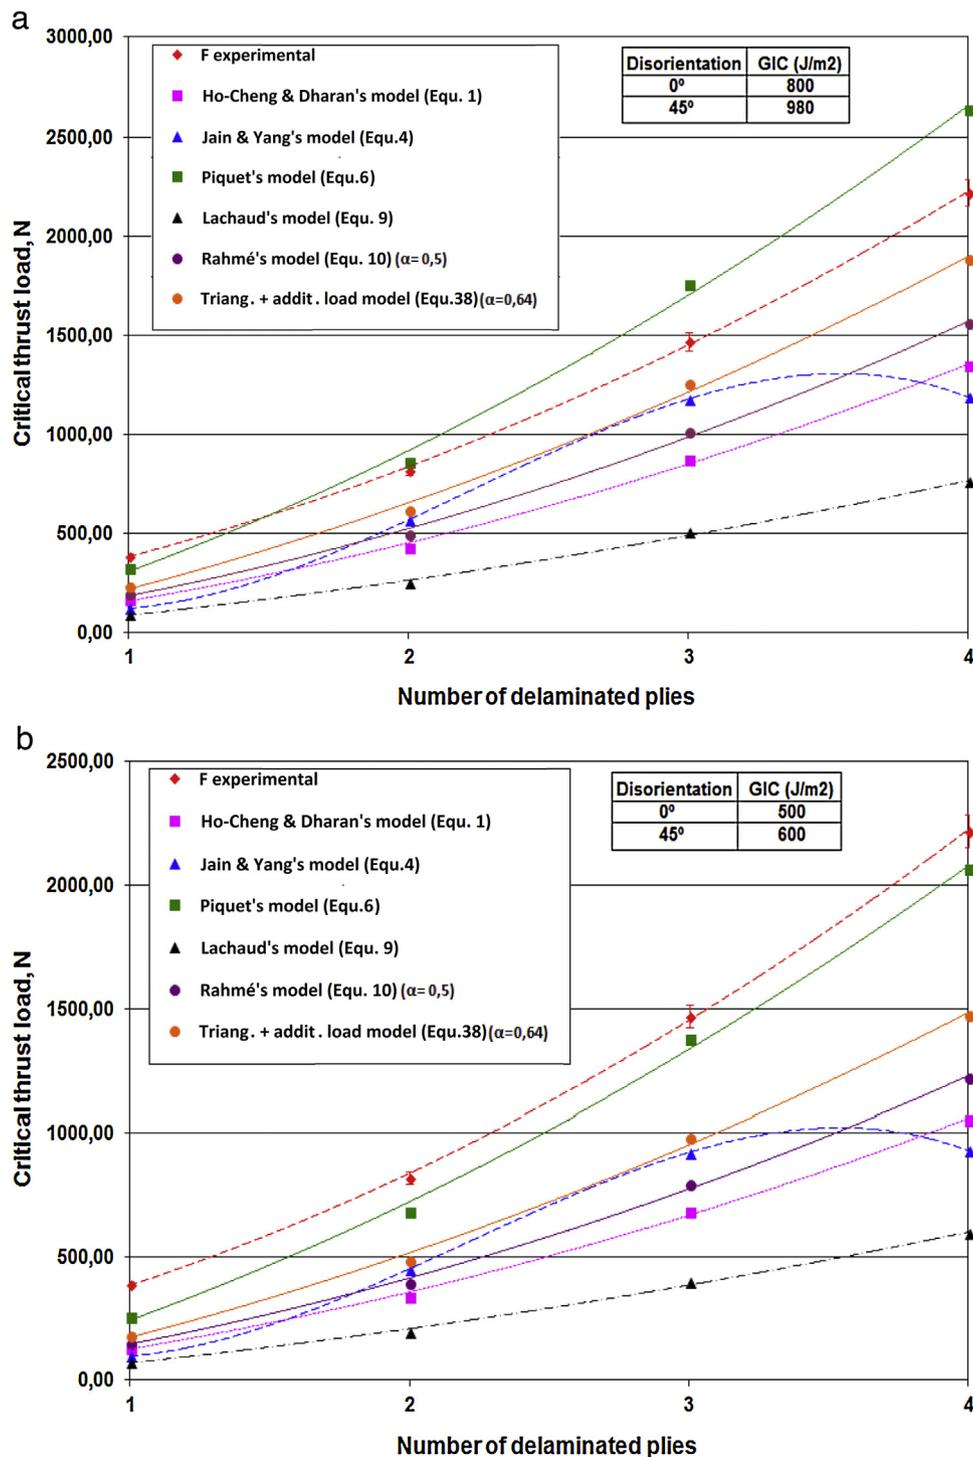 a
3000,00
2500,00
2000,00
1500,00
1000,00
500,00
0,00
Critical thrust load, N
F experimental
Ho-Cheng & Dharan's model (Equ. 1)
Jain & Yang's model (Equ.4)
Piquet's model (Equ.6)
Lachaud's model (Equ. 9)
Rahmé's model (Equ. 10) (α= 0,5)
Triang. + addit. load model (Equ.38) (α=0,64)
Disorientation GIC (J/m2)
0º 800
45º 980
1 2 3 4
Number of delaminated plies
b
2500,00
2000,00
1500,00
1000,00
500,00
0,00
Critical thrust load, N
F experimental
Ho-Cheng & Dharan's model (Equ. 1)
Jain & Yang's model (Equ.4)
Piquet's model (Equ.6)
Lachaud's model (Equ. 9)
Rahmé's model (Equ. 10) (α= 0,5)
Triang. + addit. load model (Equ.38) (α=0,64)
Disorientation GIC (J/m2)
0º 500
45º 600
1 2 3 4
Number of delaminated plies